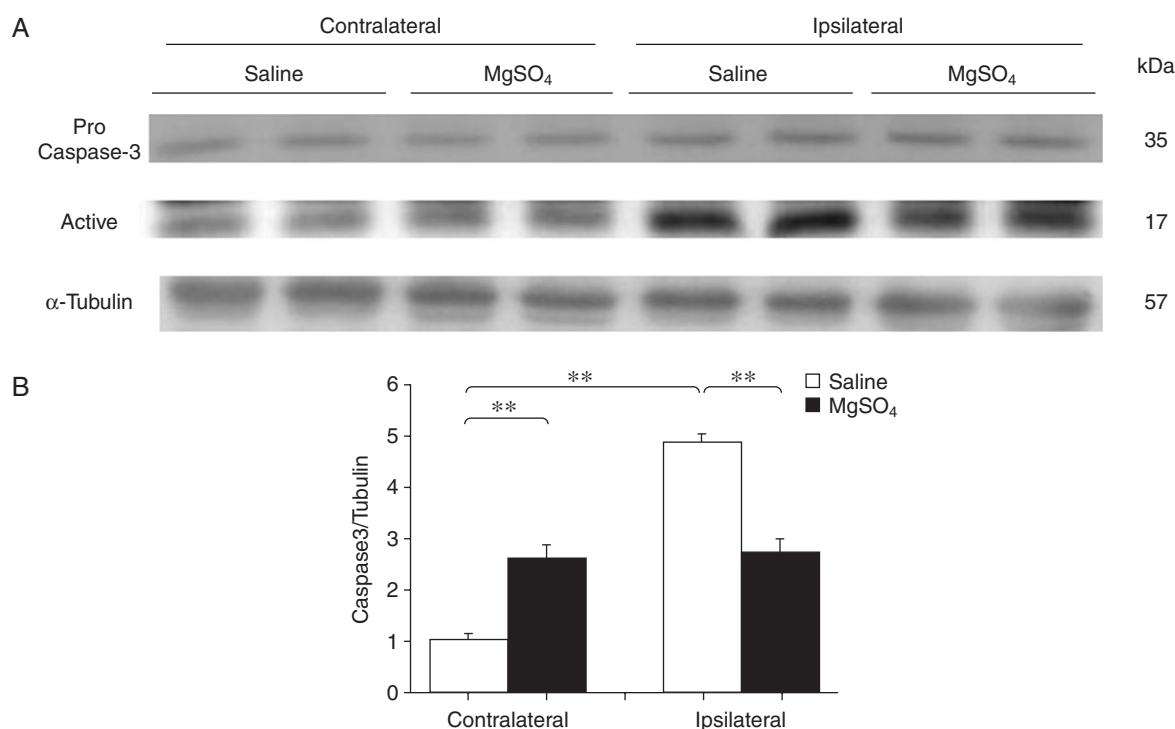 A
Contralateral Ipsilateral
Saline MgSO₄ Saline MgSO₄ kDa
Pro
Caspase-3 35
Active 17
α-Tubulin 57
B
** **
**
Saline
MgSO₄
Caspase3/Tubulin
6
5
4
3
2
1
0
Contralateral Ipsilateral